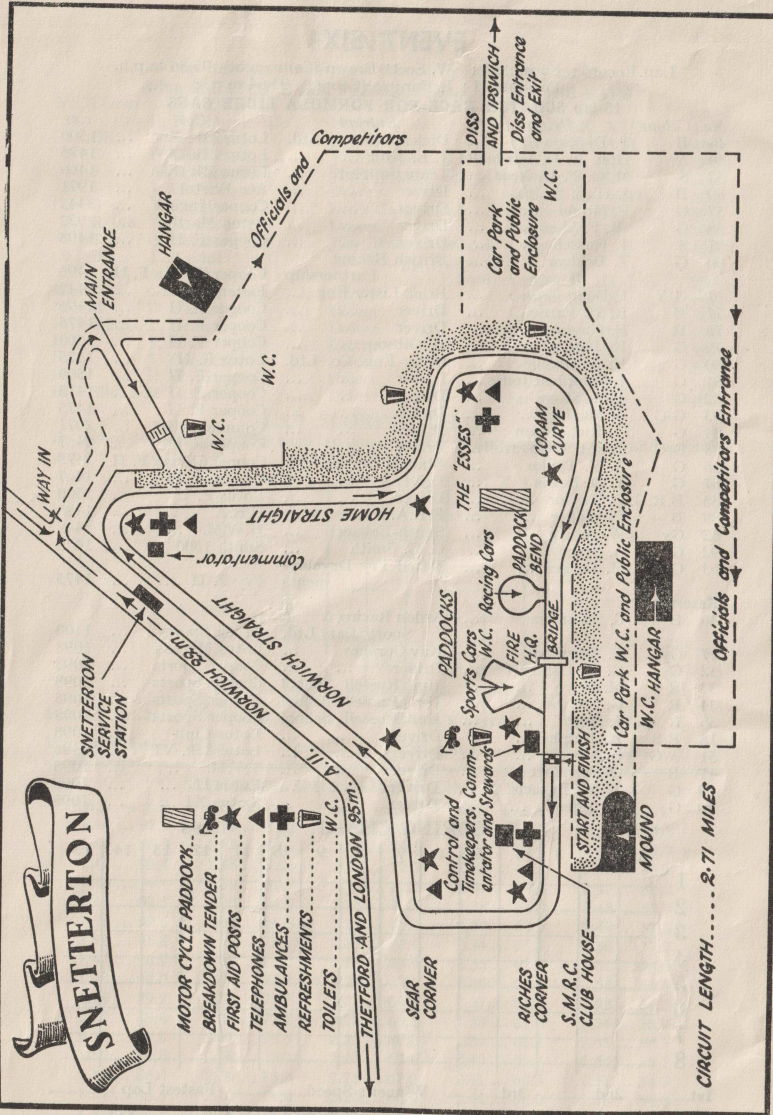 SNETTERTON
MOTOR CYCLE PADDOCK
BREAKDOWN TENDER
FIRST AID POSTS
TELEPHONES
AMBULANCES
REFRESHMENTS
TOILETS W.C.
THETFORD AND LONDON 95m.
A.11.
NORWICH 22m.
SNETTERTON
SERVICE
STATION
WAY IN
MAIN
ENTRANCE
HANGAR
Officials and Competitors
W.C.
W.C.
NORWICH STRAIGHT
Commentator
HOME STRAIGHT
DISS
AND IPSWICH
Diss Entrance
and Exit
Car Park
and Public
Enclosure
W.C.
THE "ESSES"
CORAM
CURVE
PADDOCKS
Sports Cars
W.C.
Racing Cars
FIRE
H.Q.
PADDOCK
BEND
BRIDGE
SEAR
CORNER
Control and
Timekeepers. Comm-
entator and Stewards
START AND FINISH
RICHES
CORNER
S.M.R.C.
CLUB HOUSE
MOUND
Car Park W.C. and Public Enclosure
W.C.
HANGAR
Officials and Competitors Entrance
CIRCUIT LENGTH..... 2·71 MILES